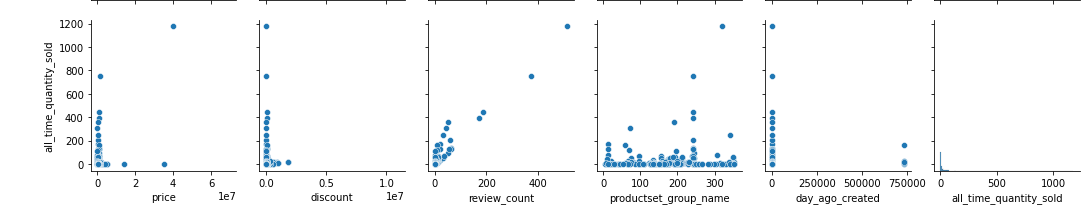 1200
1000
800
600
400
200
0
all_time_quantity_sold
0 2 4 6
1e7
price
0.0 0.5 1.0
1e7
discount
0 200 400
review_count
0 100 200 300
productset_group_name
0 250000 500000 750000
day_ago_created
0 500 1000
all_time_quantity_sold